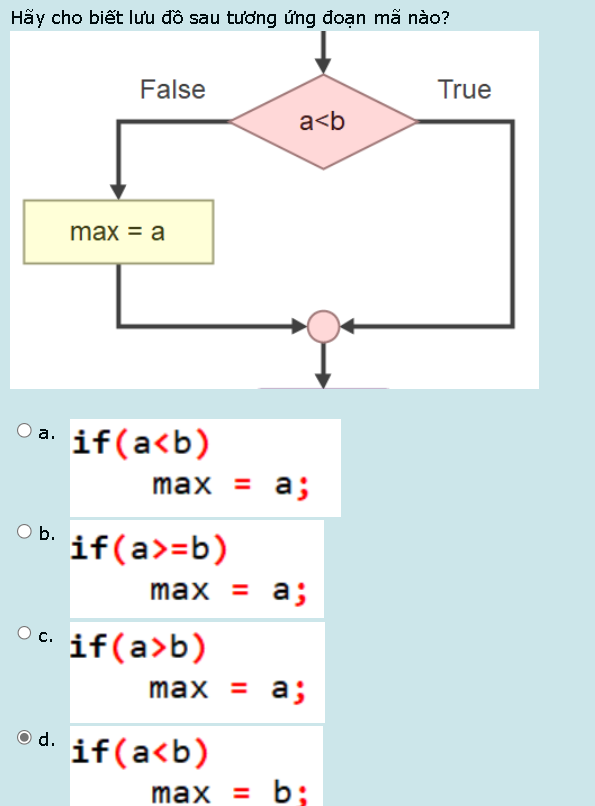 Hãy cho biết lưu đồ sau tương ứng đoạn mã nào?
False
True
a<b
max = a
a. if(a<b)
max = a;
b. if(a>=b)
max = a;
c. if(a>b)
max = a;
d. if(a<b)
max = b;